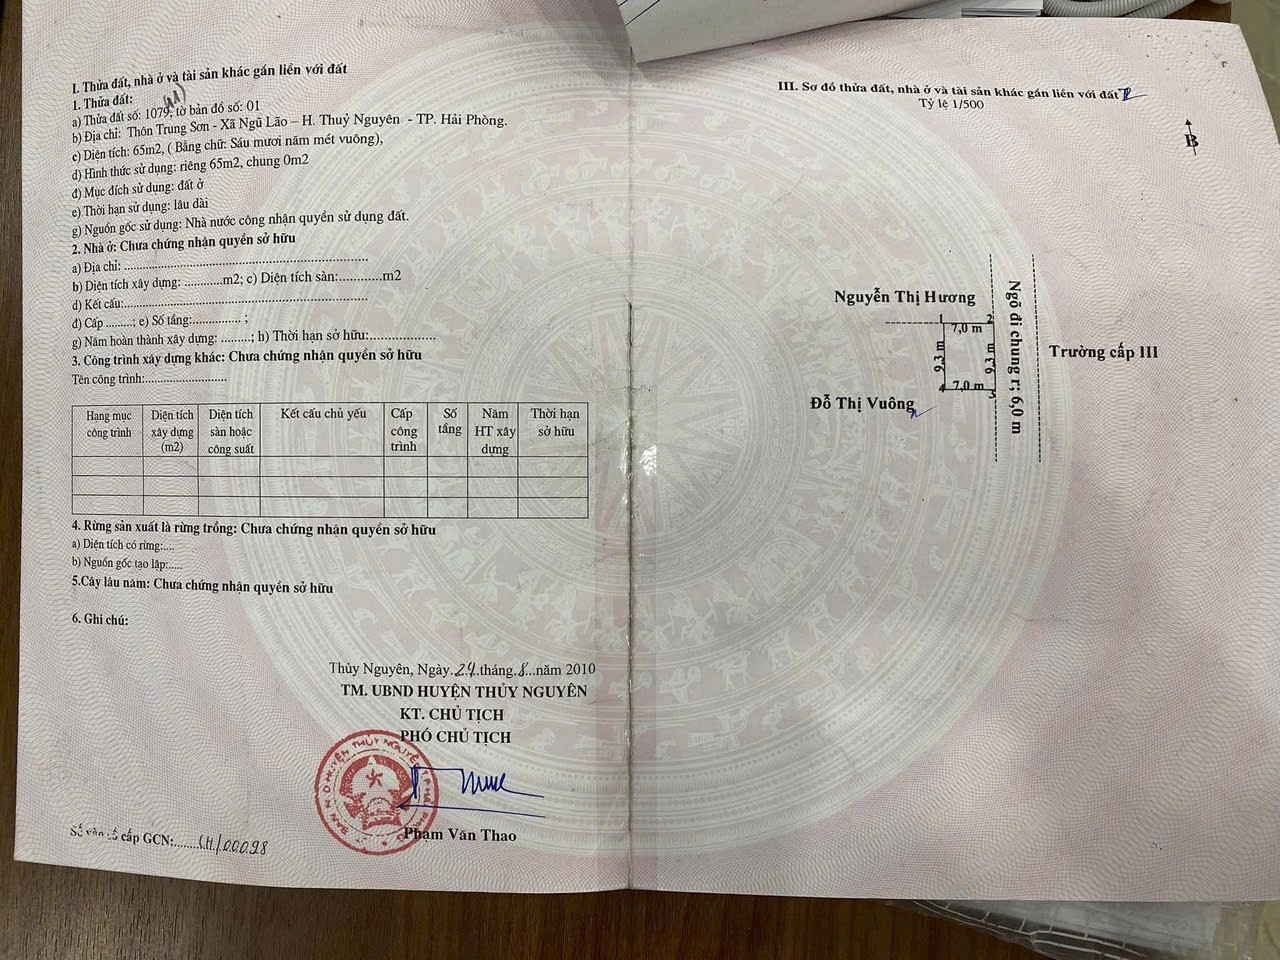 I. Thửa đất, nhà ở và tài sản khác gắn liền với đất
1. Thửa đất:
a) Thửa đất số: 1079, tờ bản đồ số: 01
b) Địa chỉ: Thôn Trung Sơn - Xã Ngũ Lão – H. Thuỷ Nguyên - TP. Hải Phòng.
c) Diện tích: 65m2, ( Bằng chữ: Sáu mươi năm mét vuông),
d) Hình thức sử dụng: riêng 65m2, chung 0m2
đ) Mục đích sử dụng: đất ở
e) Thời hạn sử dụng: lâu dài
g) Nguồn gốc sử dụng: Nhà nước công nhận quyền sử dụng đất.
2. Nhà ở: Chưa chứng nhận quyền sở hữu
a) Địa chỉ: ..............................................................
b) Diện tích xây dựng: ............m2; c) Diện tích sàn:............m2
d) Kết cấu:..............................................................
đ) Cấp ........; e) Số tầng:............... ;
g) Năm hoàn thành xây dựng: .........; h) Thời hạn sở hữu:.................
3. Công trình xây dựng khác: Chưa chứng nhận quyền sở hữu
Tên công trình:.........................
Hạng mục công trình
Diện tích xây dựng (m2)
Diện tích sàn hoặc công suất
Kết cấu chủ yếu
Cấp công trình
Số tầng
Năm HT xây dựng
Thời hạn sở hữu
4. Rừng sản xuất là rừng trồng: Chưa chứng nhận quyền sở hữu
a) Diện tích có rừng:....
b) Nguồn gốc tạo lập:.....
5.Cây lâu năm: Chưa chứng nhận quyền sở hữu
6. Ghi chú:
Thủy Nguyên, Ngày.24.tháng.8...năm 2010
TM. UBND HUYỆN THỦY NGUYÊN
KT. CHỦ TỊCH
PHÓ CHỦ TỊCH
Phạm Văn Thao
Số vào sổ cấp GCN:........CH/00098
III. Sơ đồ thửa đất, nhà ở và tài sản khác gắn liền với đất
Tỷ lệ 1/500
B
Nguyễn Thị Hương
1
2
7,0 m
9,3 m
9,3 m
4
7,0 m
3
Đỗ Thị Vuông
Ngõ đi chung r; 6,0 m
Trường cấp III